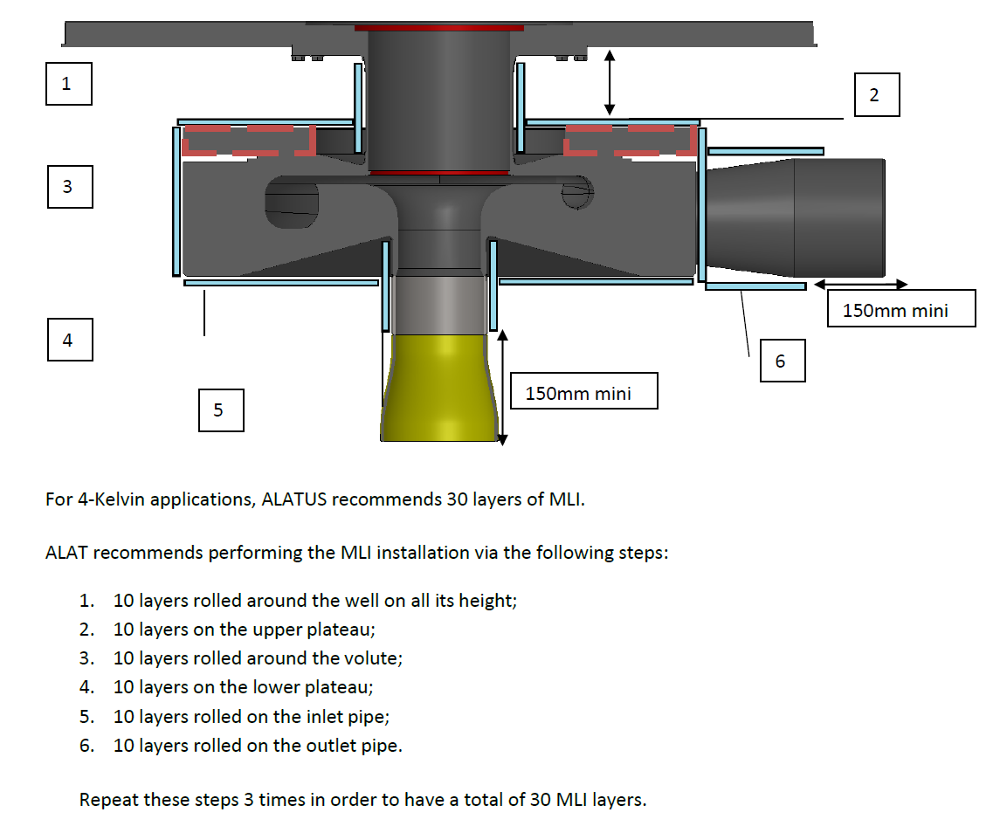 1
2
3
150mm mini
4
6
150mm mini
5
For 4-Kelvin applications, ALATUS recommends 30 layers of MLI.
ALAT recommends performing the MLI installation via the following steps:
1. 10 layers rolled around the well on all its height;
2. 10 layers on the upper plateau;
3. 10 layers rolled around the volute;
4. 10 layers on the lower plateau;
5. 10 layers rolled on the inlet pipe;
6. 10 layers rolled on the outlet pipe.
Repeat these steps 3 times in order to have a total of 30 MLI layers.